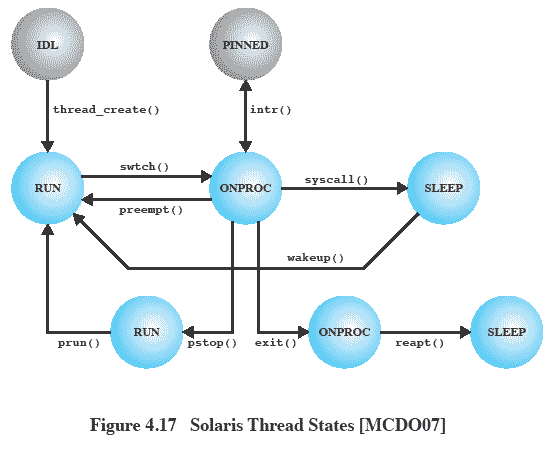 IDL
PINNED
thread_create()
intr()
swtch()
syscall()
RUN
ONPROC
SLEEP
preempt()
wakeup()
RUN
ONPROC
SLEEP
prun()
pstop()
exit()
reapt()
Figure 4.17 Solaris Thread States [MCDO07]